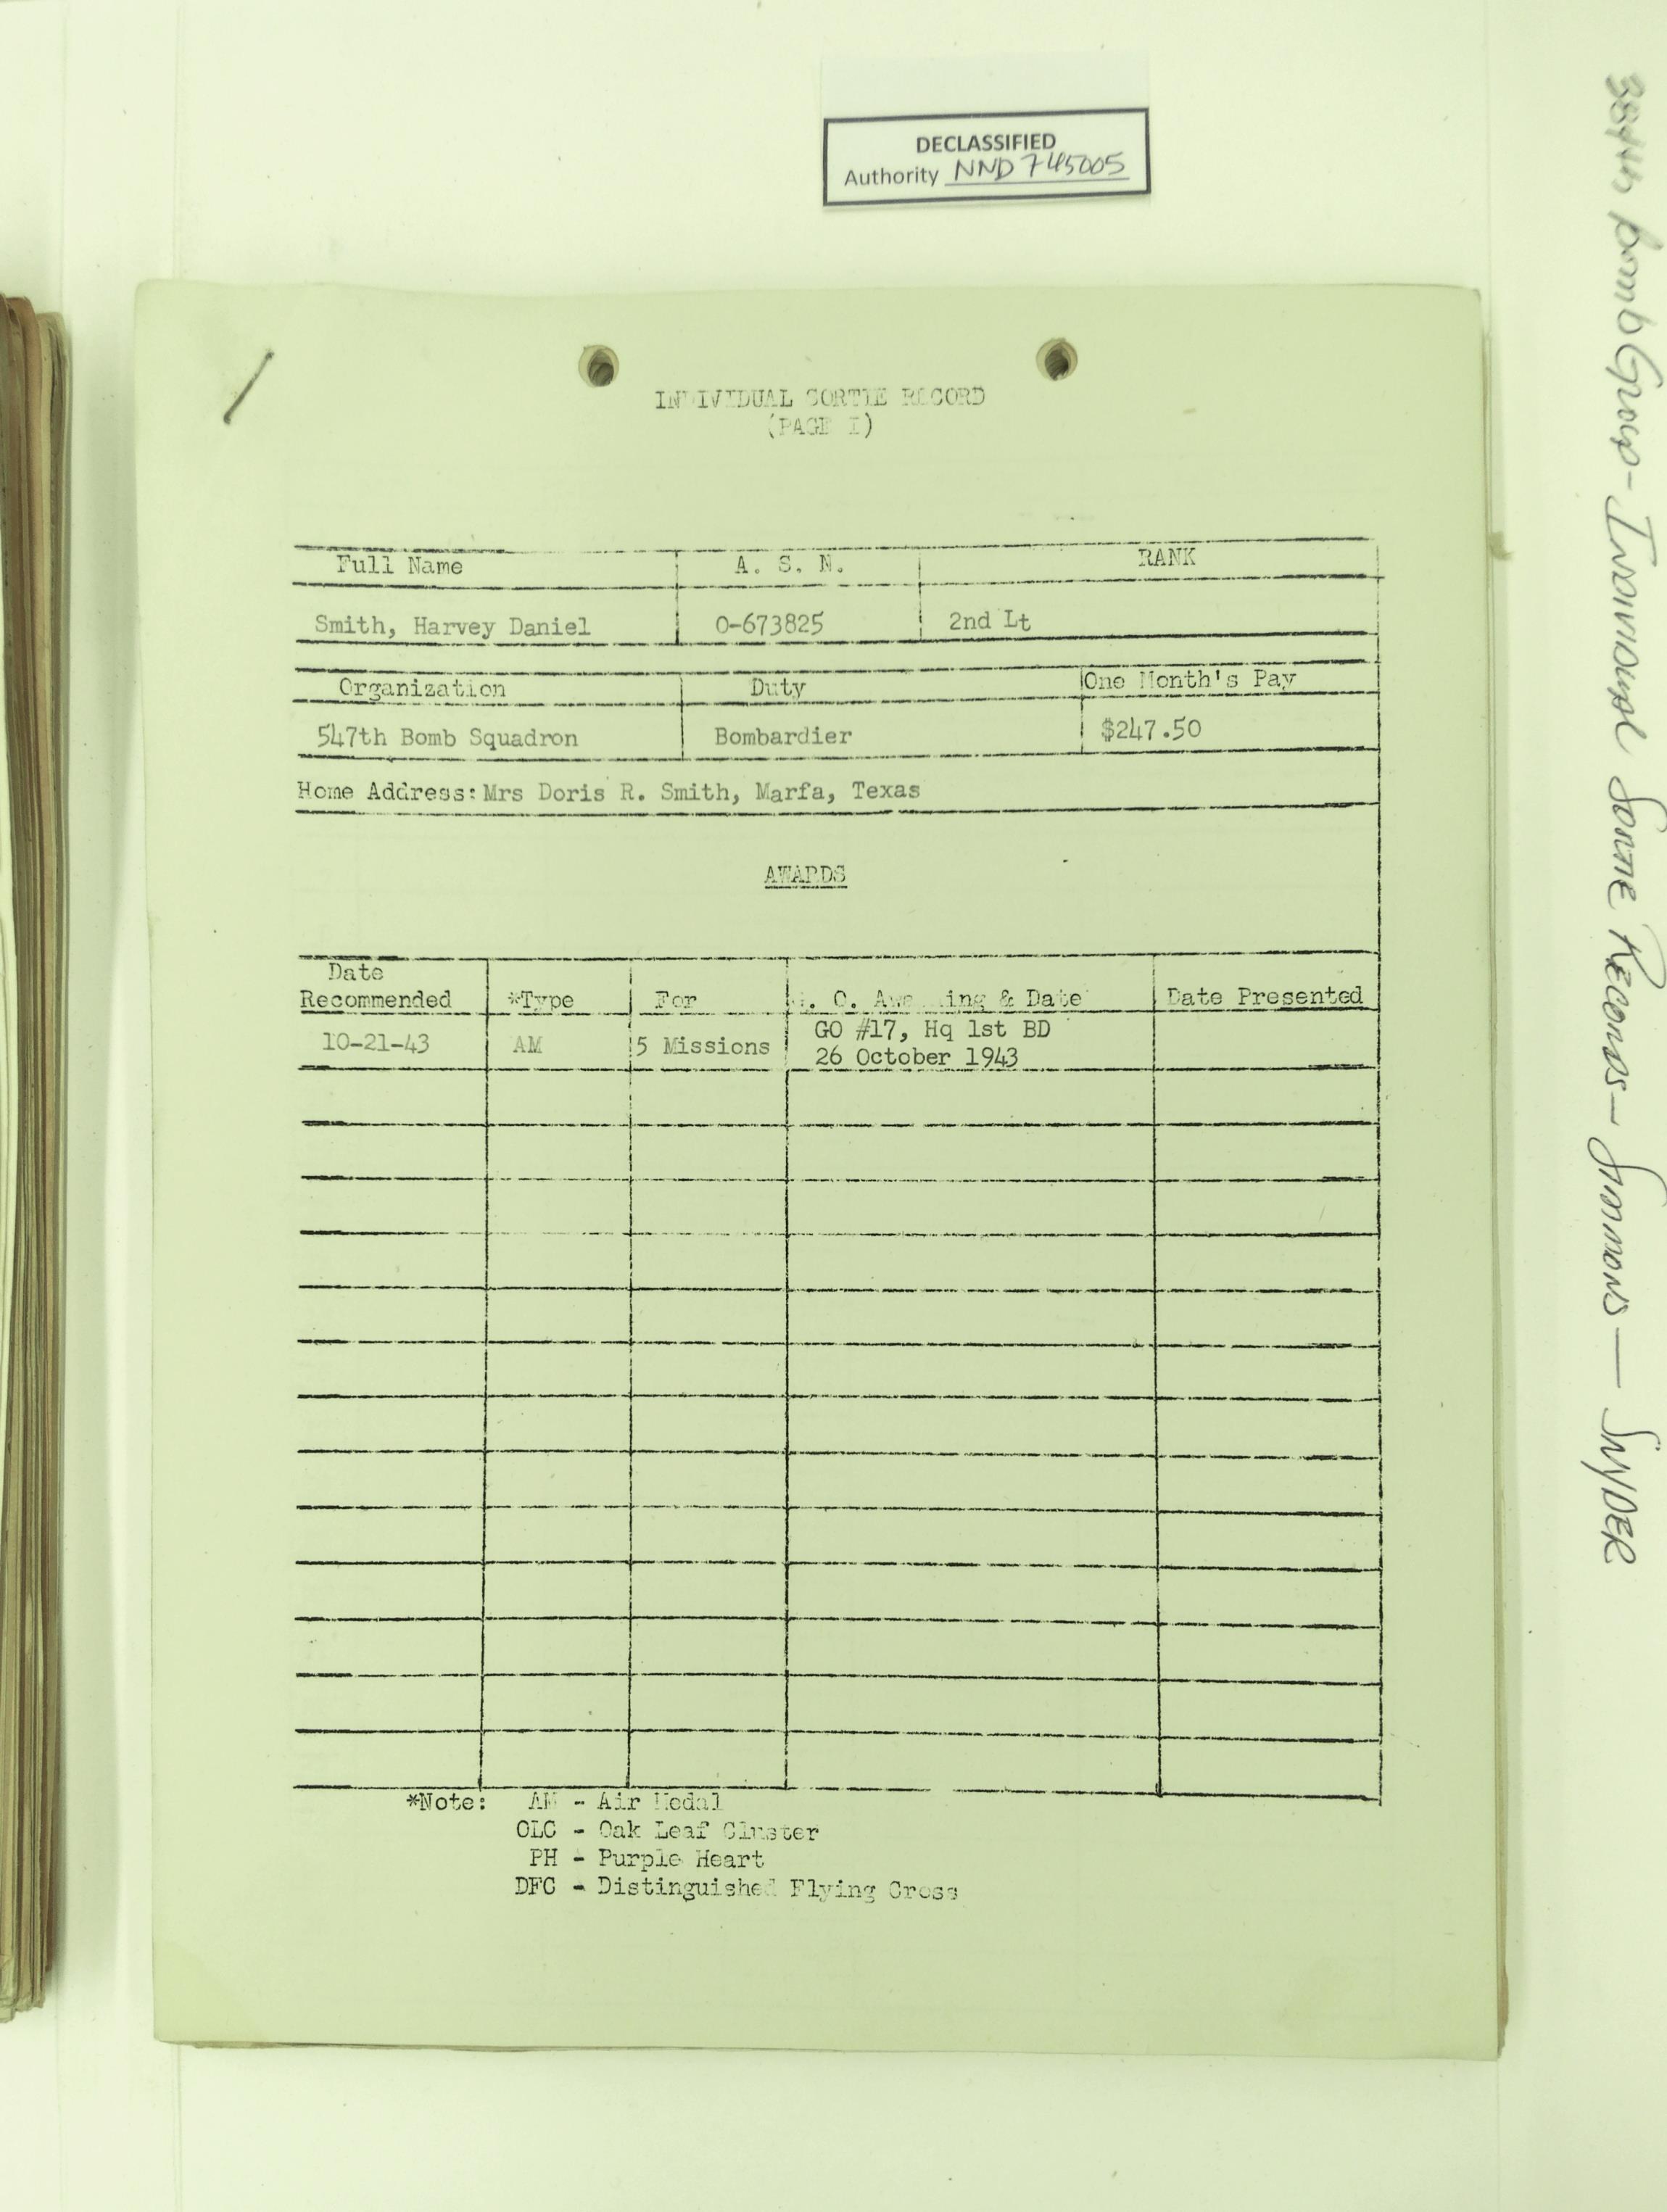 DECLASSIFIED
Authority NND 745005
INDIVIDUAL SORTIE RECORD
(PAGE I)
Full Name A. S. N. RANK
Smith, Harvey Daniel O-673825 2nd Lt
Organization Duty One Month's Pay
547th Bomb Squadron Bombardier $247.50
Home Address: Mrs Doris R. Smith, Marfa, Texas
AWARDS
Date
Recommended *Type For G. O. Awarding & Date Date Presented
10-21-43 AM 5 Missions GO #17, Hq 1st BD
26 October 1943
*Note: AM - Air Medal
OLC - Oak Leaf Cluster
PH - Purple Heart
DFC - Distinguished Flying Cross
384th Bomb Group - Individual Sortie Records - Simmons - Snyder